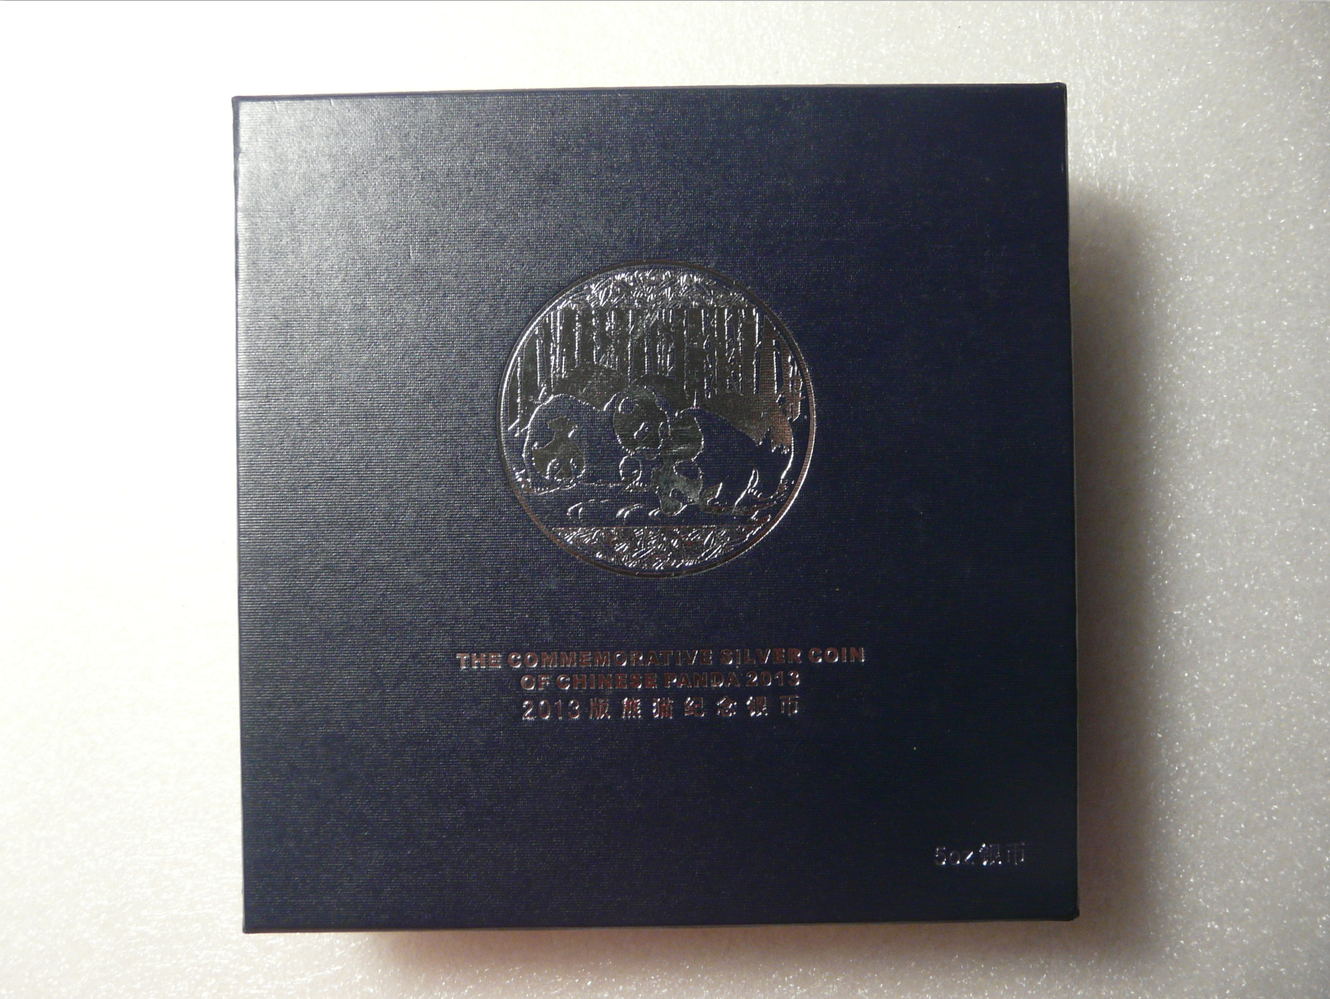 THE COMMEMORATIVE SILVER COIN
OF CHINESE PANDA 2013
2013版熊猫纪念银币
5oz银币